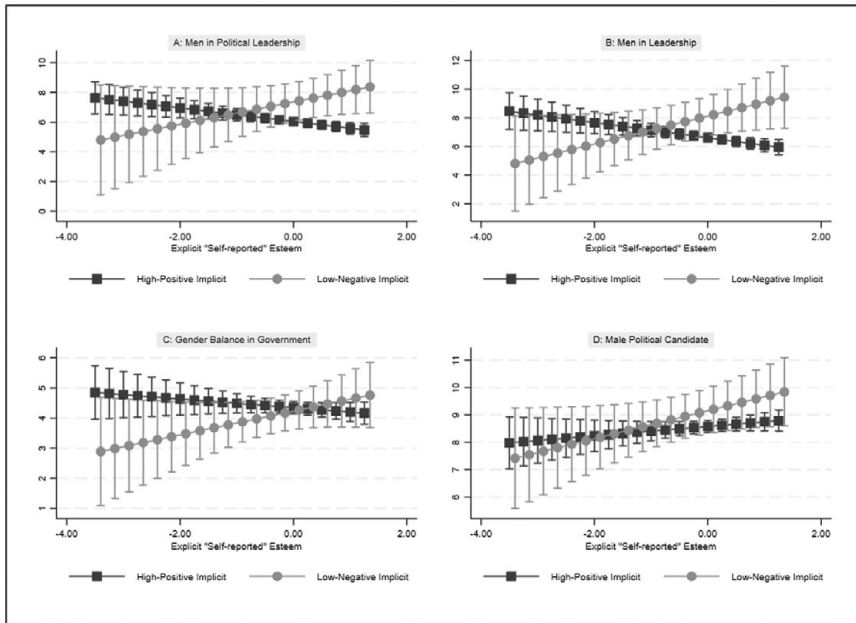 A: Men in Political Leadership
10
8
6
4
2
0
-4.00 -2.00 0.00 2.00
Explicit "Self-reported" Esteem
High-Positive Implicit Low-Negative Implicit
B: Men in Leadership
12
10
8
6
4
2
-4.00 -2.00 0.00 2.00
Explicit "Self-reported" Esteem
High-Positive Implicit Low-Negative Implicit
C: Gender Balance in Government
6
5
4
3
2
1
-4.00 -2.00 0.00 2.00
Explicit "Self-reported" Esteem
High-Positive Implicit Low-Negative Implicit
D: Male Political Candidate
11
10
9
8
7
6
-4.00 -2.00 0.00 2.00
Explicit "Self-reported" Esteem
High-Positive Implicit Low-Negative Implicit